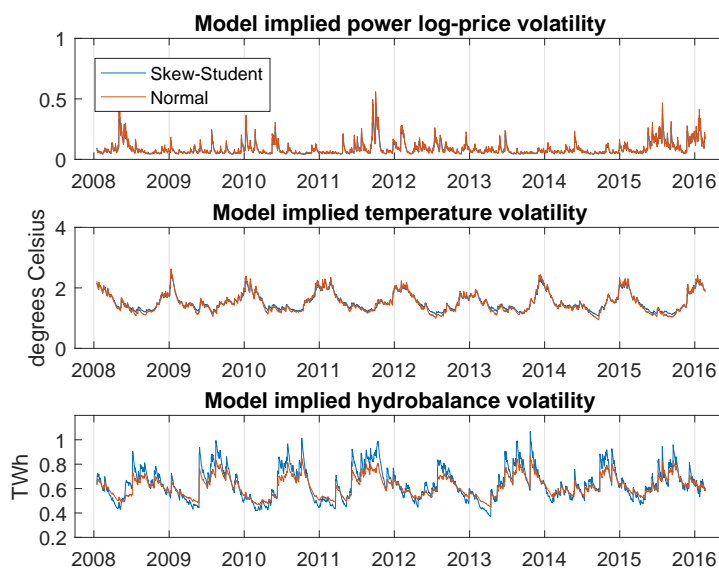 Model implied power log-price volatility
1
0.5
0
Skew-Student
Normal
2008 2009 2010 2011 2012 2013 2014 2015 2016
Model implied temperature volatility
degrees Celsius
4
2
0
2008 2009 2010 2011 2012 2013 2014 2015 2016
Model implied hydrobalance volatility
TWh
1
0.8
0.6
0.4
0.2
2008 2009 2010 2011 2012 2013 2014 2015 2016